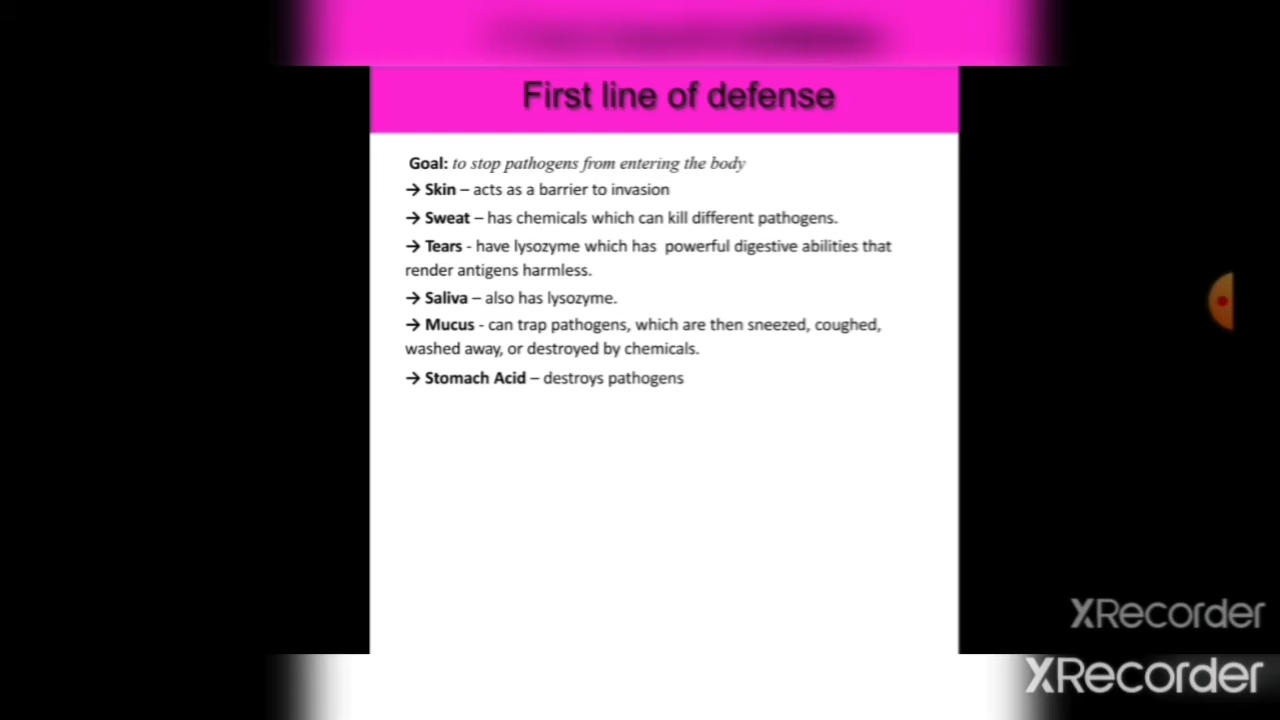 First line of defense
Goal: to stop pathogens from entering the body
→ Skin – acts as a barrier to invasion
→ Sweat – has chemicals which can kill different pathogens.
→ Tears - have lysozyme which has powerful digestive abilities that
render antigens harmless.
→ Saliva – also has lysozyme.
→ Mucus - can trap pathogens, which are then sneezed, coughed,
washed away, or destroyed by chemicals.
→ Stomach Acid – destroys pathogens
XRecorder
XRecorder